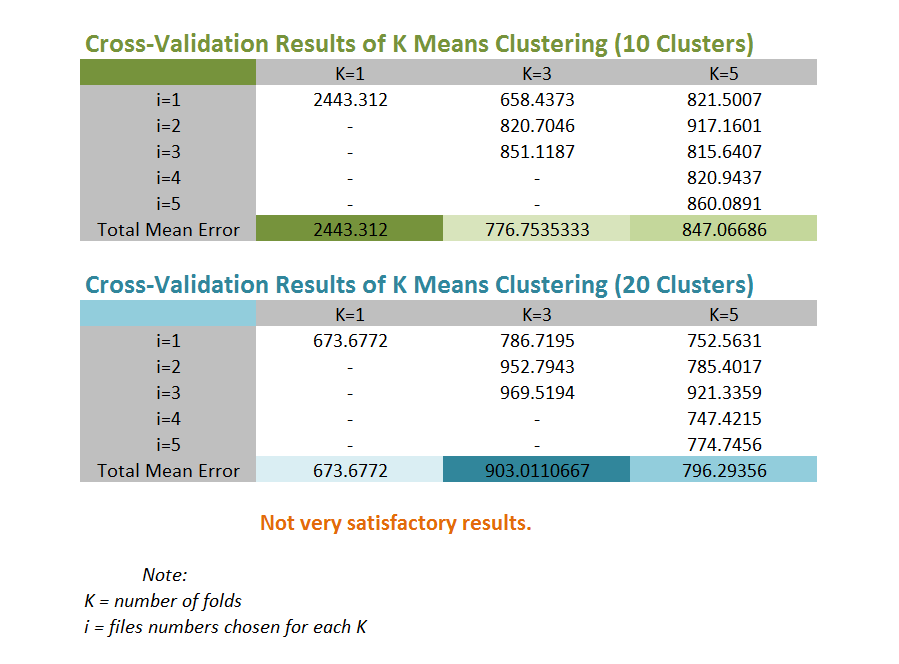 Cross-Validation Results of K Means Clustering (10 Clusters)
K=1 K=3 K=5
i=1 2443.312 658.4373 821.5007
i=2 - 820.7046 917.1601
i=3 - 851.1187 815.6407
i=4 - - 820.9437
i=5 - - 860.0891
Total Mean Error 2443.312 776.7535333 847.06686
Cross-Validation Results of K Means Clustering (20 Clusters)
K=1 K=3 K=5
i=1 673.6772 786.7195 752.5631
i=2 - 952.7943 785.4017
i=3 - 969.5194 921.3359
i=4 - - 747.4215
i=5 - - 774.7456
Total Mean Error 673.6772 903.0110667 796.29356
Not very satisfactory results.
Note:
K = number of folds
i = files numbers chosen for each K